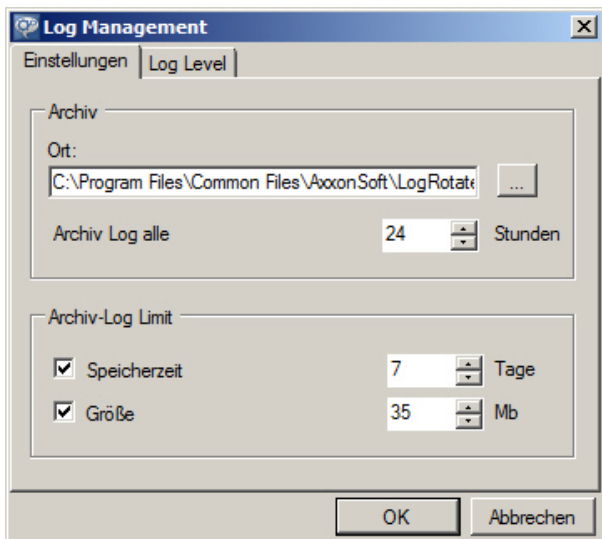 Log Management
Einstellungen Log Level
Archiv
Ort:
C:\Program Files\Common Files\AxxonSoft\LogRotate
...
Archiv Log alle 24 Stunden
Archiv-Log Limit
Speicherzeit 7 Tage
Größe 35 Mb
OK Abbrechen